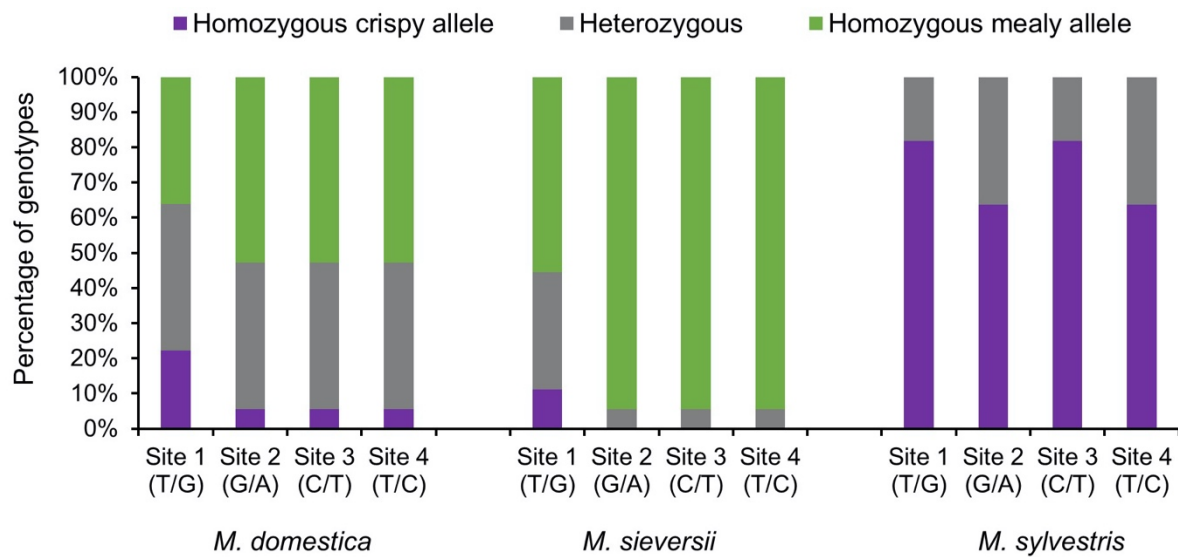 Homozygous crispy allele Heterozygous Homozygous mealy allele
Percentage of genotypes
100%
90%
80%
70%
60%
50%
40%
30%
20%
10%
0%
Site 1 Site 2 Site 3 Site 4 Site 1 Site 2 Site 3 Site 4 Site 1 Site 2 Site 3 Site 4
(T/G) (G/A) (C/T) (T/C) (T/G) (G/A) (C/T) (T/C) (T/G) (G/A) (C/T) (T/C)
M. domestica M. sieversii M. sylvestris